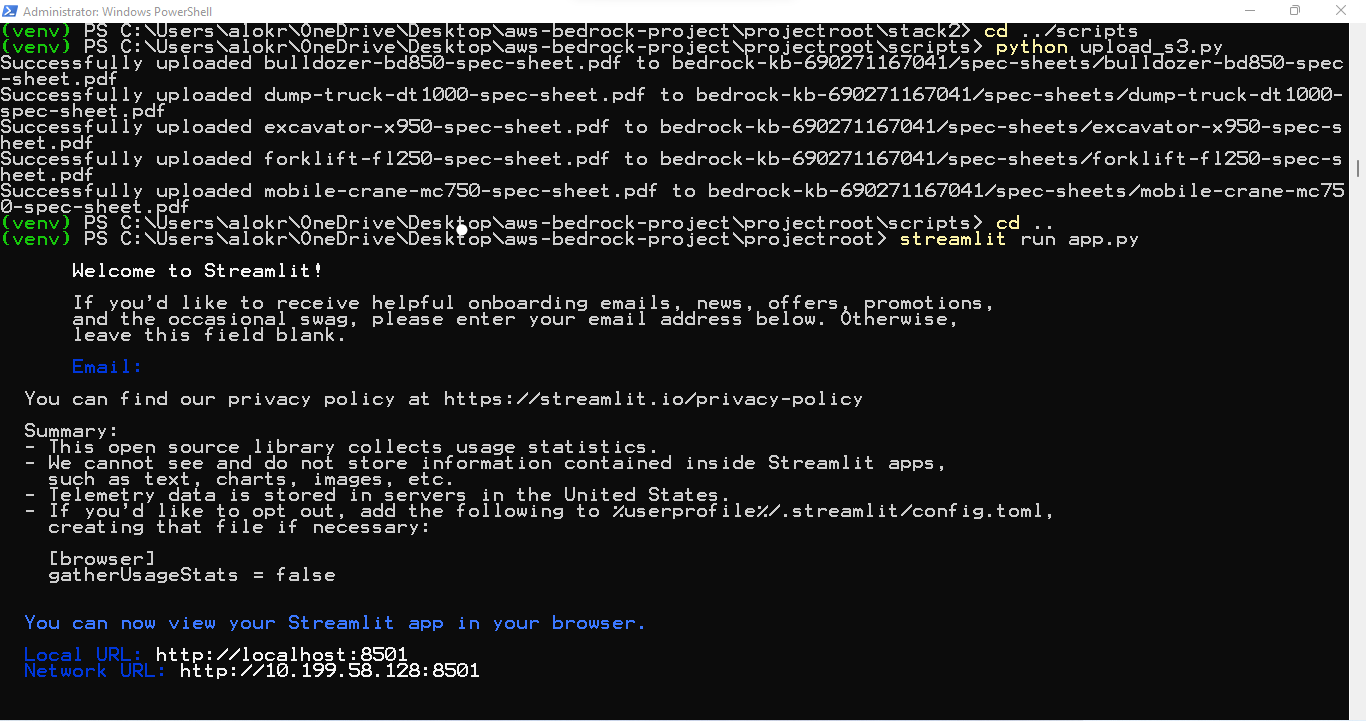 Administrator: Windows PowerShell
(venv) PS C:\Users\alokr\OneDrive\Desktop\aws-bedrock-project\projectroot\stack2> cd ../scripts
(venv) PS C:\Users\alokr\OneDrive\Desktop\aws-bedrock-project\projectroot\scripts> python upload_s3.py
Successfully uploaded bulldozer-bd850-spec-sheet.pdf to bedrock-kb-690271167041/spec-sheets/bulldozer-bd850-spec
-sheet.pdf
Successfully uploaded dump-truck-dt1000-spec-sheet.pdf to bedrock-kb-690271167041/spec-sheets/dump-truck-dt1000-
spec-sheet.pdf
Successfully uploaded excavator-x950-spec-sheet.pdf to bedrock-kb-690271167041/spec-sheets/excavator-x950-spec-s
heet.pdf
Successfully uploaded forklift-fl250-spec-sheet.pdf to bedrock-kb-690271167041/spec-sheets/forklift-fl250-spec-s
heet.pdf
Successfully uploaded mobile-crane-mc750-spec-sheet.pdf to bedrock-kb-690271167041/spec-sheets/mobile-crane-mc75
0-spec-sheet.pdf
(venv) PS C:\Users\alokr\OneDrive\Desktop\aws-bedrock-project\projectroot\scripts> cd ..
(venv) PS C:\Users\alokr\OneDrive\Desktop\aws-bedrock-project\projectroot> streamlit run app.py
Welcome to Streamlit!
If you'd like to receive helpful onboarding emails, news, offers, promotions,
and the occasional swag, please enter your email address below. Otherwise,
leave this field blank.
Email:
You can find our privacy policy at https://streamlit.io/privacy-policy
Summary:
- This open source library collects usage statistics.
- We cannot see and do not store information contained inside Streamlit apps,
such as text, charts, images, etc.
- Telemetry data is stored in servers in the United States.
- If you'd like to opt out, add the following to %userprofile%/.streamlit/config.toml,
creating that file if necessary:
[browser]
gatherUsageStats = false
You can now view your Streamlit app in your browser.
Local URL: http://localhost:8501
Network URL: http://10.199.58.128:8501